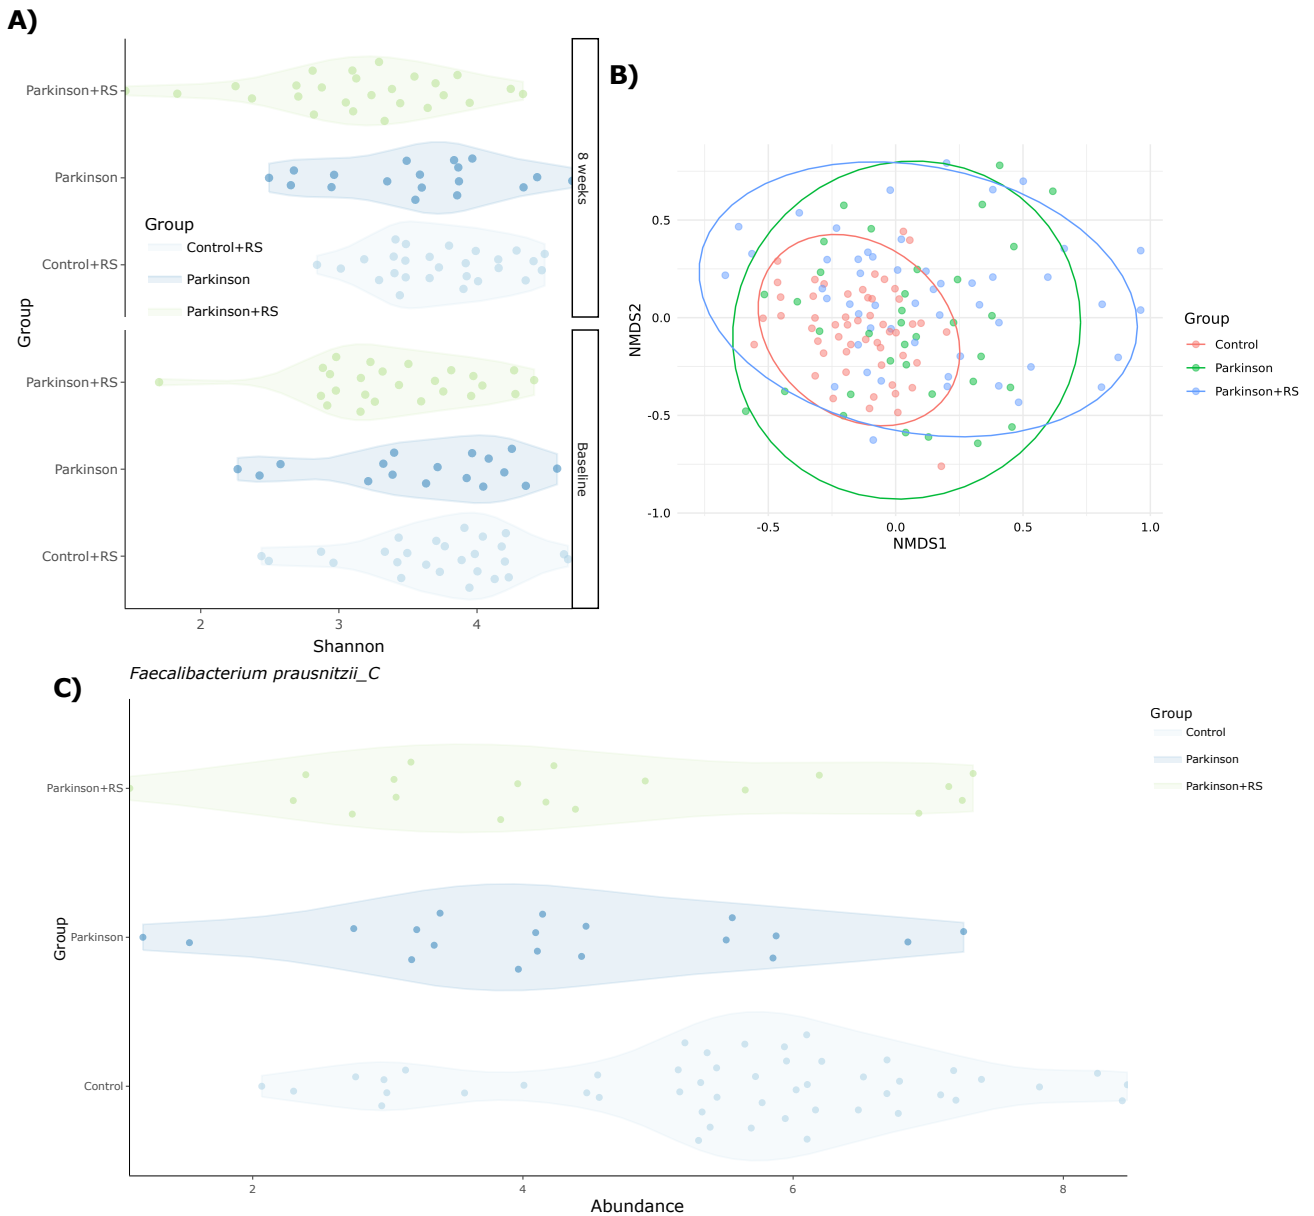 A)
Parkinson+RS
Parkinson
Control+RS
8 weeks
Group
Control+RS
Parkinson
Parkinson+RS
Group
Parkinson+RS
Parkinson
Control+RS
Baseline
2 3 4
Shannon
B)
NMDS2
0.5
0.0
-0.5
-1.0
-0.5 0.0 0.5 1.0
NMDS1
Group
Control
Parkinson
Parkinson+RS
C)
Faecalibacterium prausnitzii_C
Group
Parkinson+RS
Parkinson
Control
2 4 6 8
Abundance
Group
Control
Parkinson
Parkinson+RS